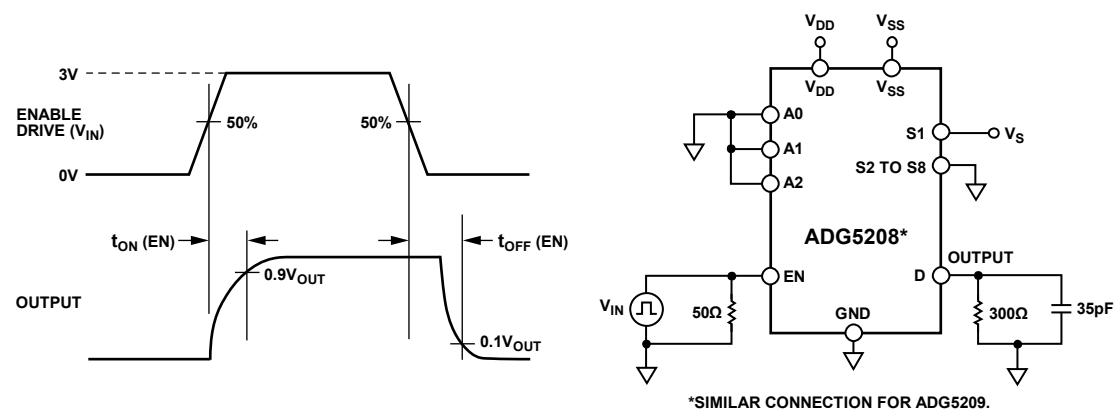 3V
ENABLE
DRIVE (VIN)
50%
50%
0V
tON (EN)
tOFF (EN)
0.9VOUT
OUTPUT
0.1VOUT
VDD
VSS
VDD
VSS
A0
A1
A2
S1
VS
S2 TO S8
ADG5208*
OUTPUT
EN
D
VIN
50Ω
GND
300Ω
35pF
*SIMILAR CONNECTION FOR ADG5209.